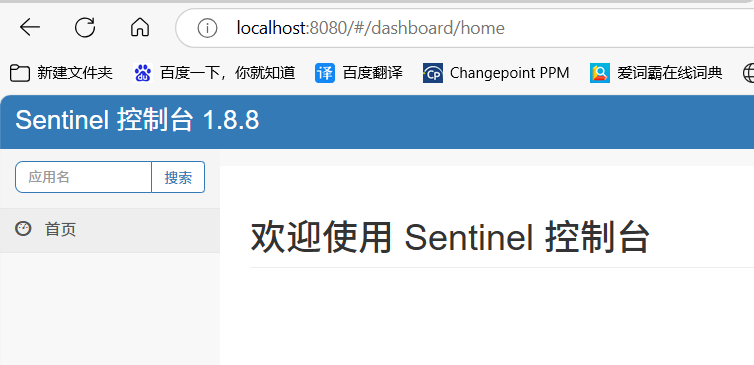 localhost:8080/#/dashboard/home
新建文件夹 百度一下，你就知道 译 百度翻译 CP Changepoint PPM 爱词霸在线词典
Sentinel 控制台 1.8.8
应用名 搜索
首页
欢迎使用 Sentinel 控制台